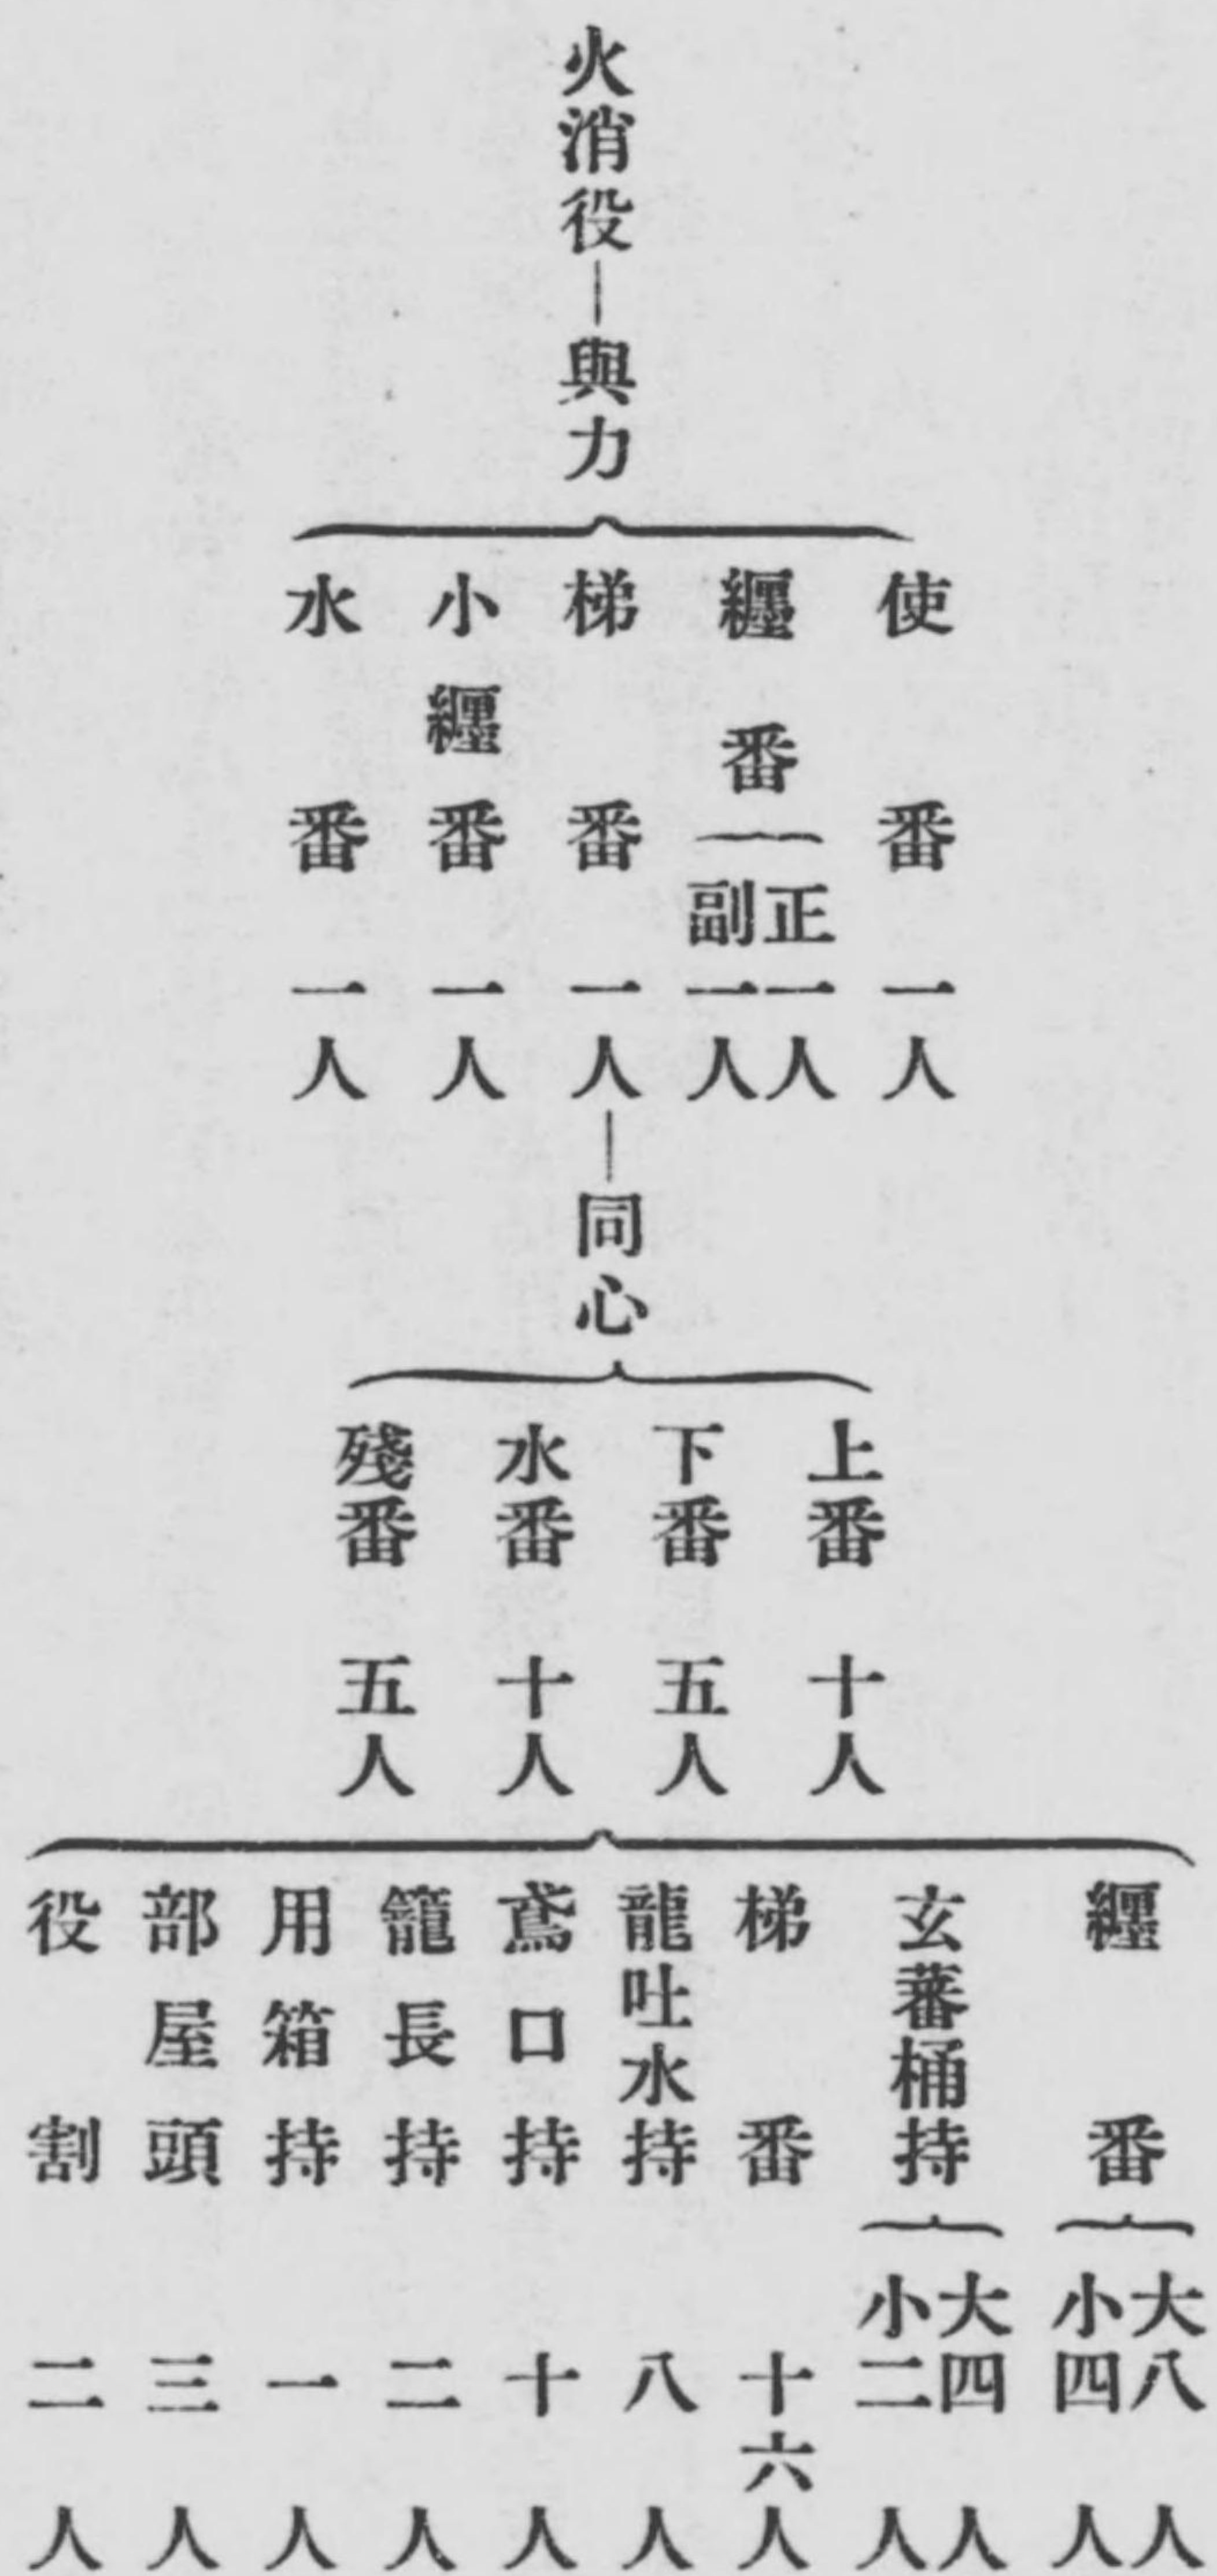 火消役―與力
使番一人
纒番
正一人
副一人
梯番一人
小纒番一人
水番一人
―同心
上番 十人
下番 五人
水番 十人
殘番 五人
纒番
大八人
小四人
玄蕃桶持
大四人
小二人
梯番十六人
龍吐水持八人
鳶口持十人
籠長持二人
用箱持一人
部屋頭三人
役割二人